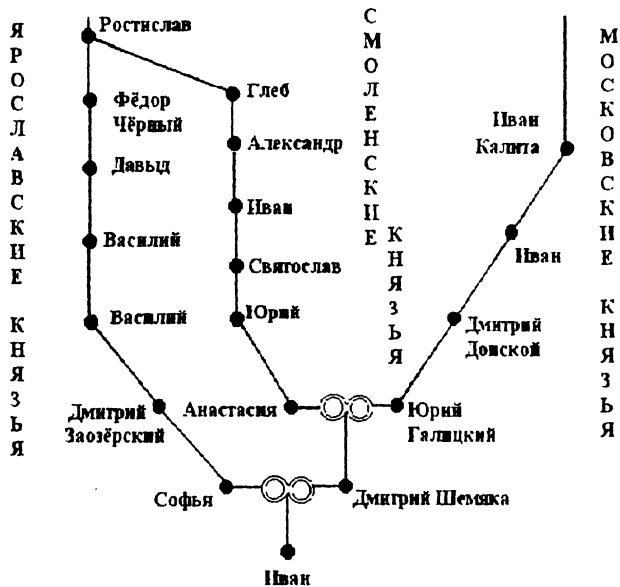 ЯРОСЛАВСКИЕ КНЯЗЬЯ
СМОЛЕНСКИЕ КНЯЗЬЯ
МОСКОВСКИЕ КНЯЗЬЯ
Ростислав
Глеб
Фёдор
Чёрный
Александр
Иван
Калита
Давыд
Иван
Василий
Иван
Святослав
Василий
Юрий
Дмитрий
Донской
Дмитрий
Заозёрский
Анастасия
Юрий
Галицкий
Софья
Дмитрий Шемяка
Иван